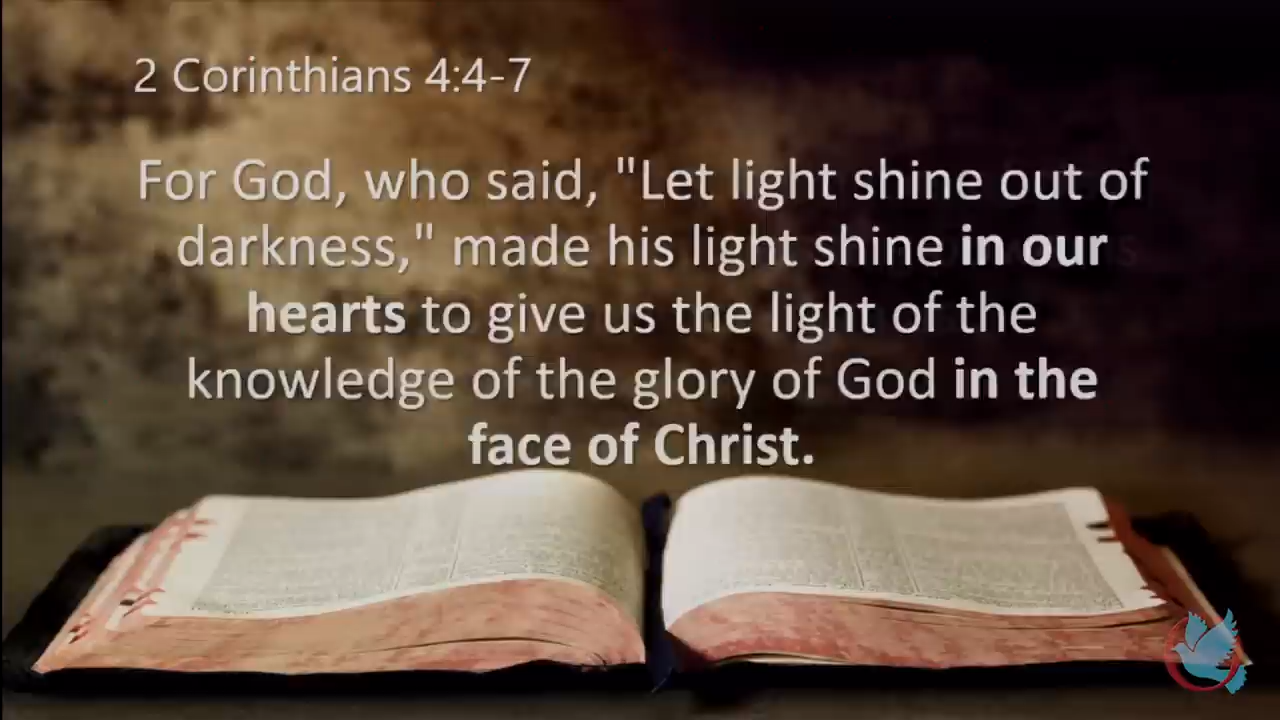 2 Corinthians 4:4-7
For God, who said, "Let light shine out of
darkness," made his light shine in our
hearts to give us the light of the
knowledge of the glory of God in the
face of Christ.